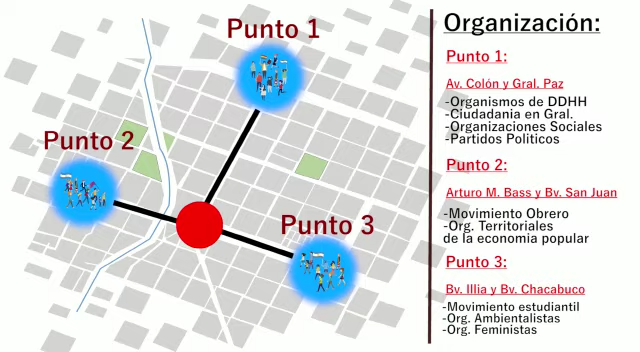 Punto 1
Punto 2
Punto 3
Organización:
Punto 1:
Av. Colón y Gral. Paz
-Organismos de DDHH
-Ciudadania en Gral.
-Organizaciones Sociales
-Partidos Politicos
Punto 2:
Arturo M. Bass y Bv. San Juan
-Movimiento Obrero
-Org. Territoriales
de la economia popular
Punto 3:
Bv. Illia y Bv. Chacabuco
-Movimiento estudiantil
-Org. Ambientalistas
-Org. Feministas